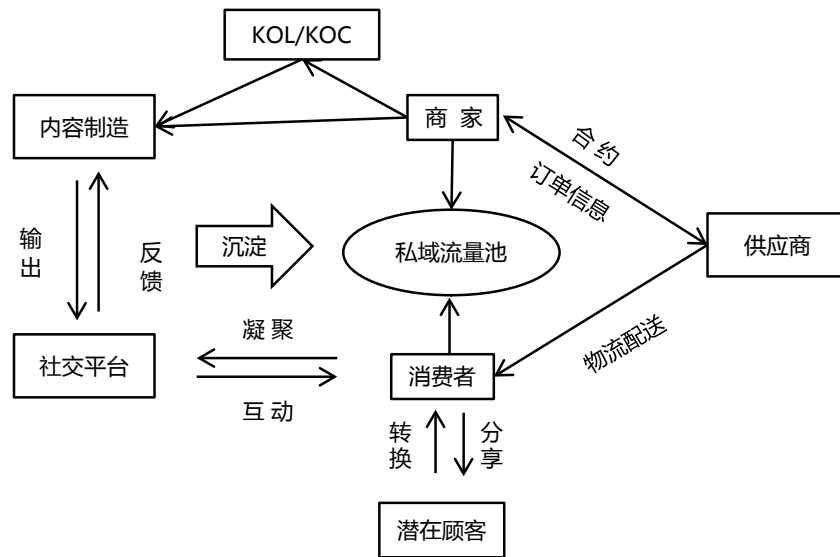 KOL/KOC
内容制造
商 家
合 约
订单信息
输出
反馈
沉淀
私域流量池
供应商
凝 聚
物流配送
社交平台
消费者
互 动
转换
分享
潜在顾客